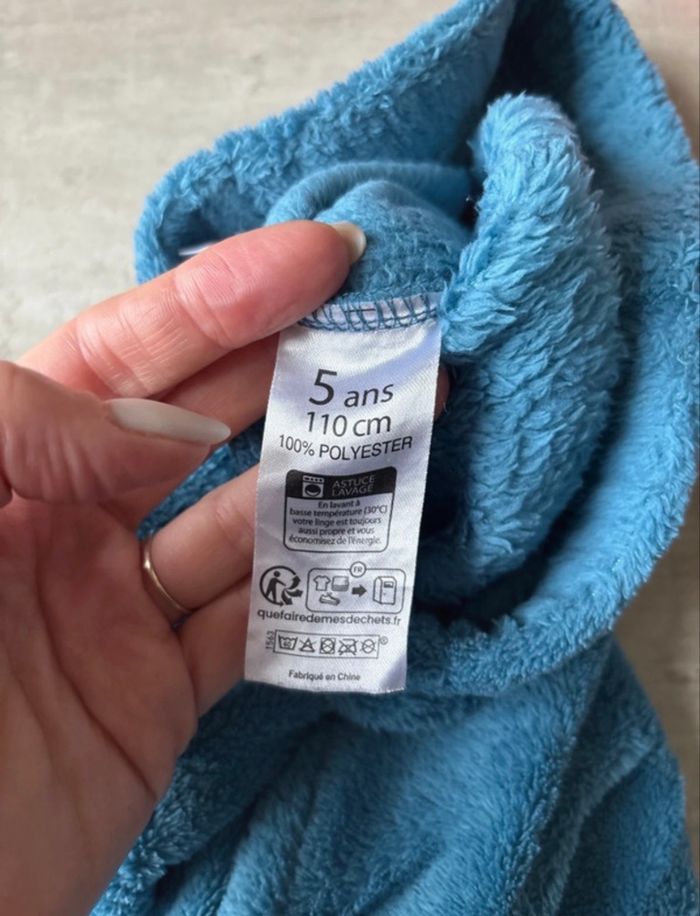 5 ans
110 cm
100% POLYESTER
ASTUCE
LAVAGE
En lavant à
basse température (30°C)
votre linge est toujours
aussi propre et vous
économisez de l'énergie.
FR
quefairedemesdechets.fr
1563
Fabriqué en Chine